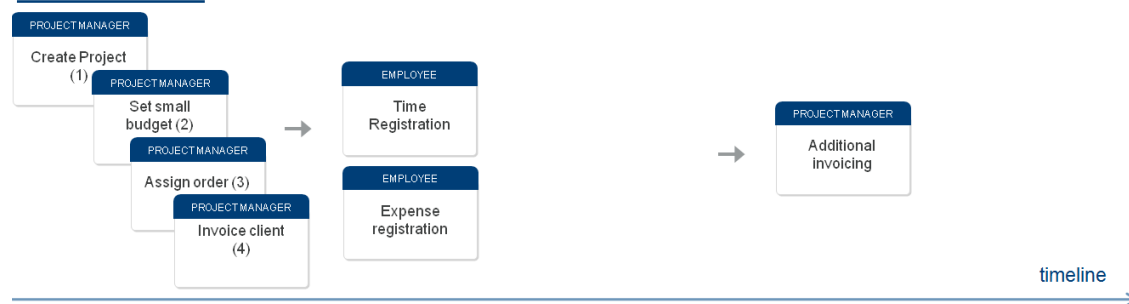 PROJECT MANAGER
Create Project
(1)
PROJECT MANAGER
Set small
budget (2)
PROJECT MANAGER
Assign order (3)
PROJECT MANAGER
Invoice client
(4)
EMPLOYEE
Time
Registration
EMPLOYEE
Expense
registration
PROJECT MANAGER
Additional
invoicing
timeline